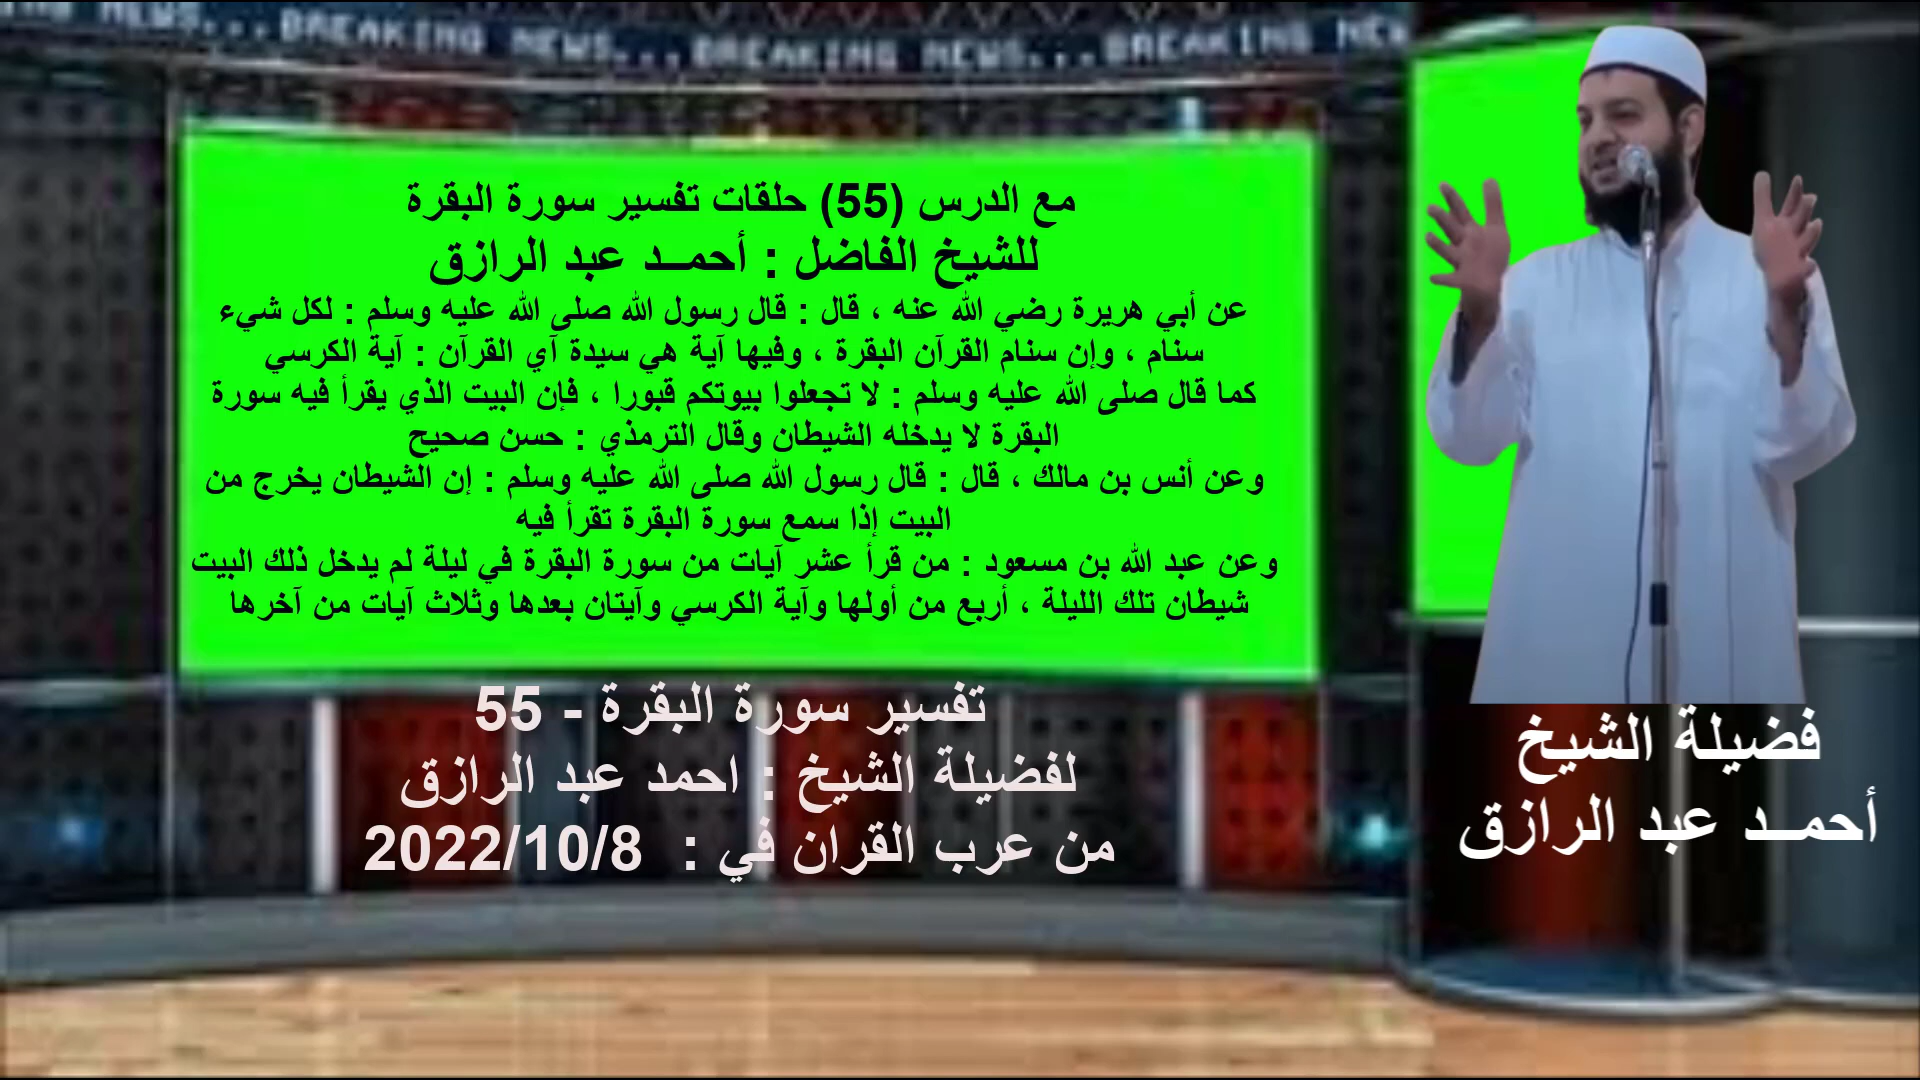 ...BREAKING NEWS...BREAKING NEWS...BREAKING NEWS
مع الدرس (55) حلقات تفسير سورة البقرة
للشيخ الفاضل : أحمــد عبد الرازق
عن أبي هريرة رضي الله عنه ، قال : قال رسول الله صلى الله عليه وسلم : لكل شيء
سنام ، وإن سنام القرآن البقرة ، وفيها آية هي سيدة آي القرآن : آية الكرسي
كما قال صلى الله عليه وسلم : لا تجعلوا بيوتكم قبورا ، فإن البيت الذي يقرأ فيه سورة
البقرة لا يدخله الشيطان وقال الترمذي : حسن صحيح
وعن أنس بن مالك ، قال : قال رسول الله صلى الله عليه وسلم : إن الشيطان يخرج من
البيت إذا سمع سورة البقرة تقرأ فيه
وعن عبد الله بن مسعود : من قرأ عشر آيات من سورة البقرة في ليلة لم يدخل ذلك البيت
شيطان تلك الليلة ، أربع من أولها وآية الكرسي وآيتان بعدها وثلاث آيات من آخرها
تفسير سورة البقرة - 55
لفضيلة الشيخ : احمد عبد الرازق
من عرب القران في : 2022/10/8
فضيلة الشيخ
أحمــد عبد الرازق